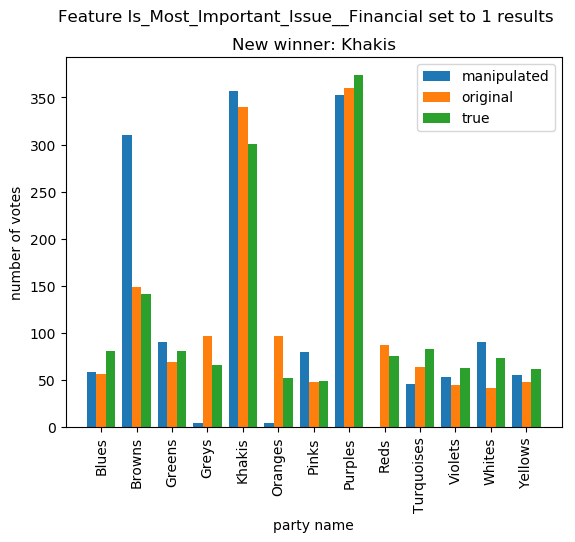 Feature Is_Most_Important_Issue__Financial set to 1 results
New winner: Khakis
manipulated
original
true
number of votes
350
300
250
200
150
100
50
0
Blues
Browns
Greens
Greys
Khakis
Oranges
Pinks
Purples
Reds
Turquoises
Violets
Whites
Yellows
party name